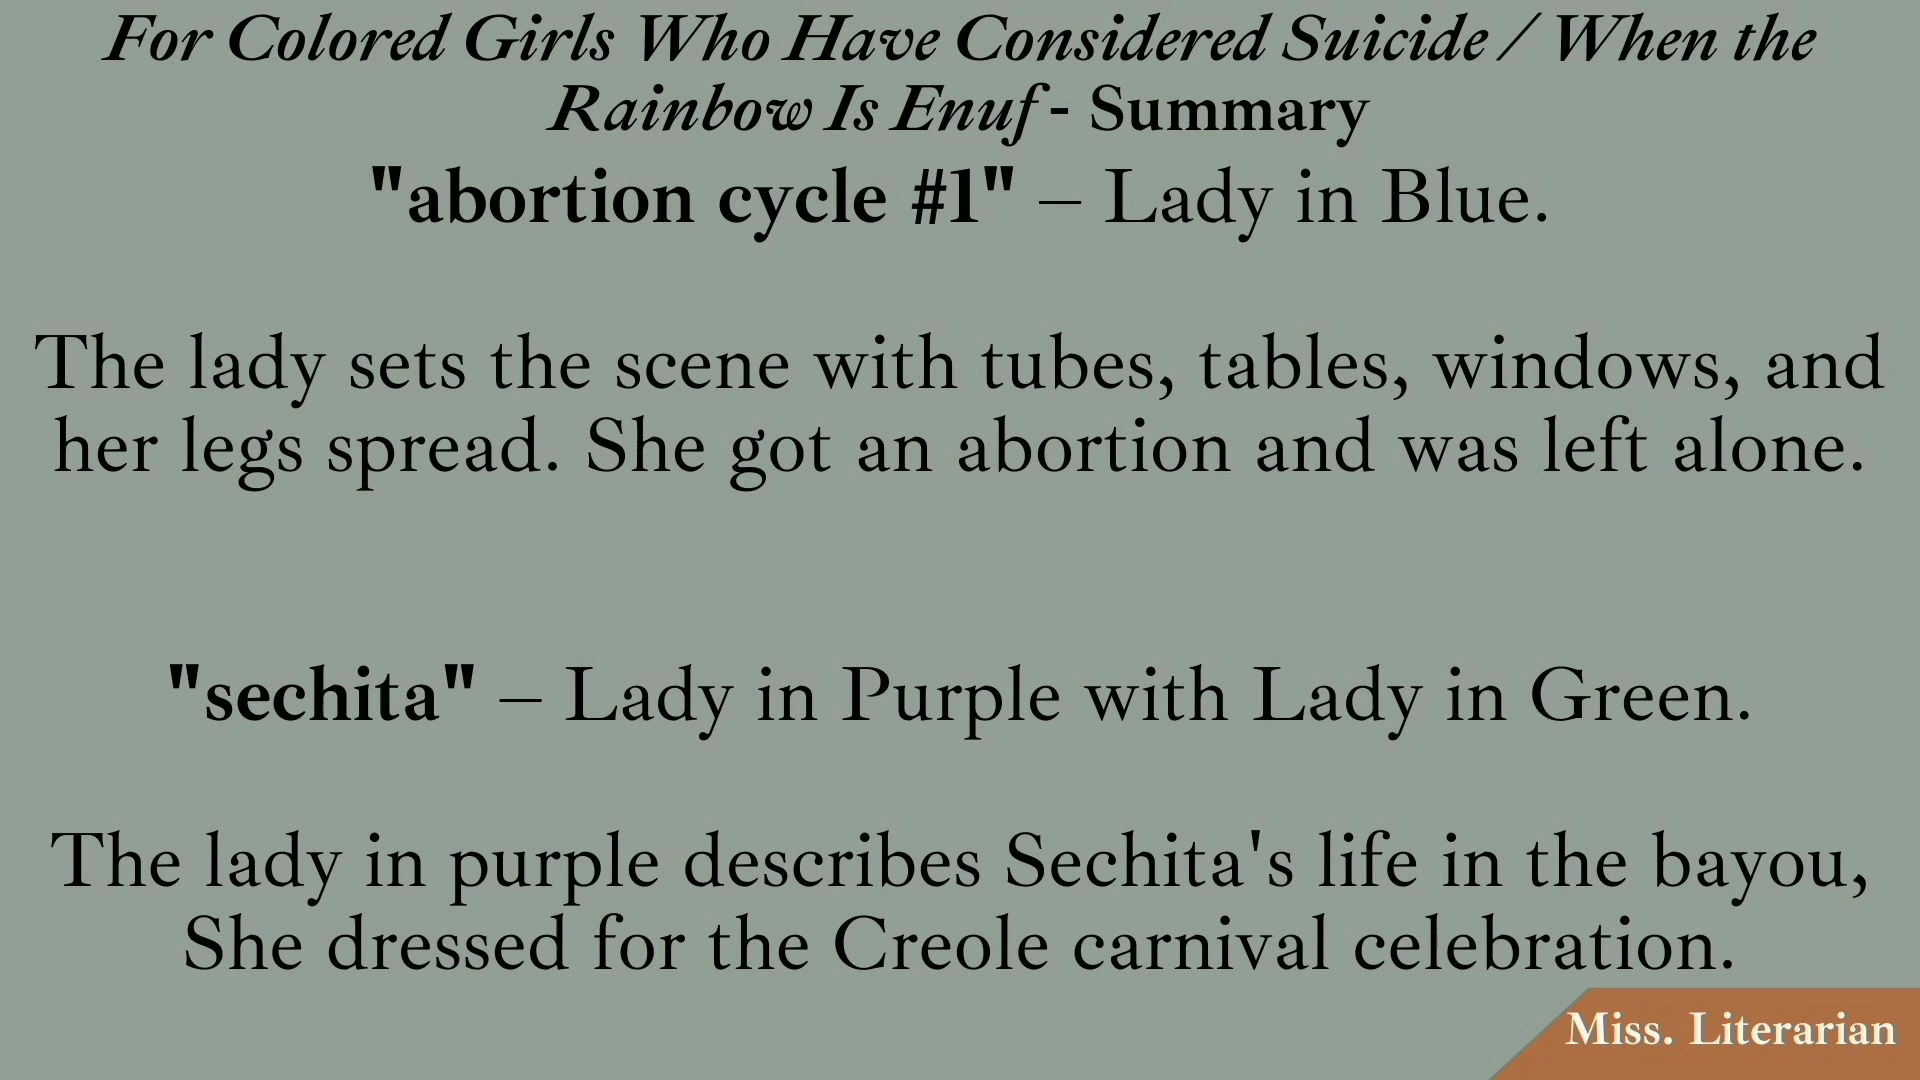 For Colored Girls Who Have Considered Suicide / When the
Rainbow Is Enuf - Summary
"abortion cycle #1" – Lady in Blue.
The lady sets the scene with tubes, tables, windows, and
her legs spread. She got an abortion and was left alone.
"sechita" – Lady in Purple with Lady in Green.
The lady in purple describes Sechita's life in the bayou,
She dressed for the Creole carnival celebration.
Miss. Literarian